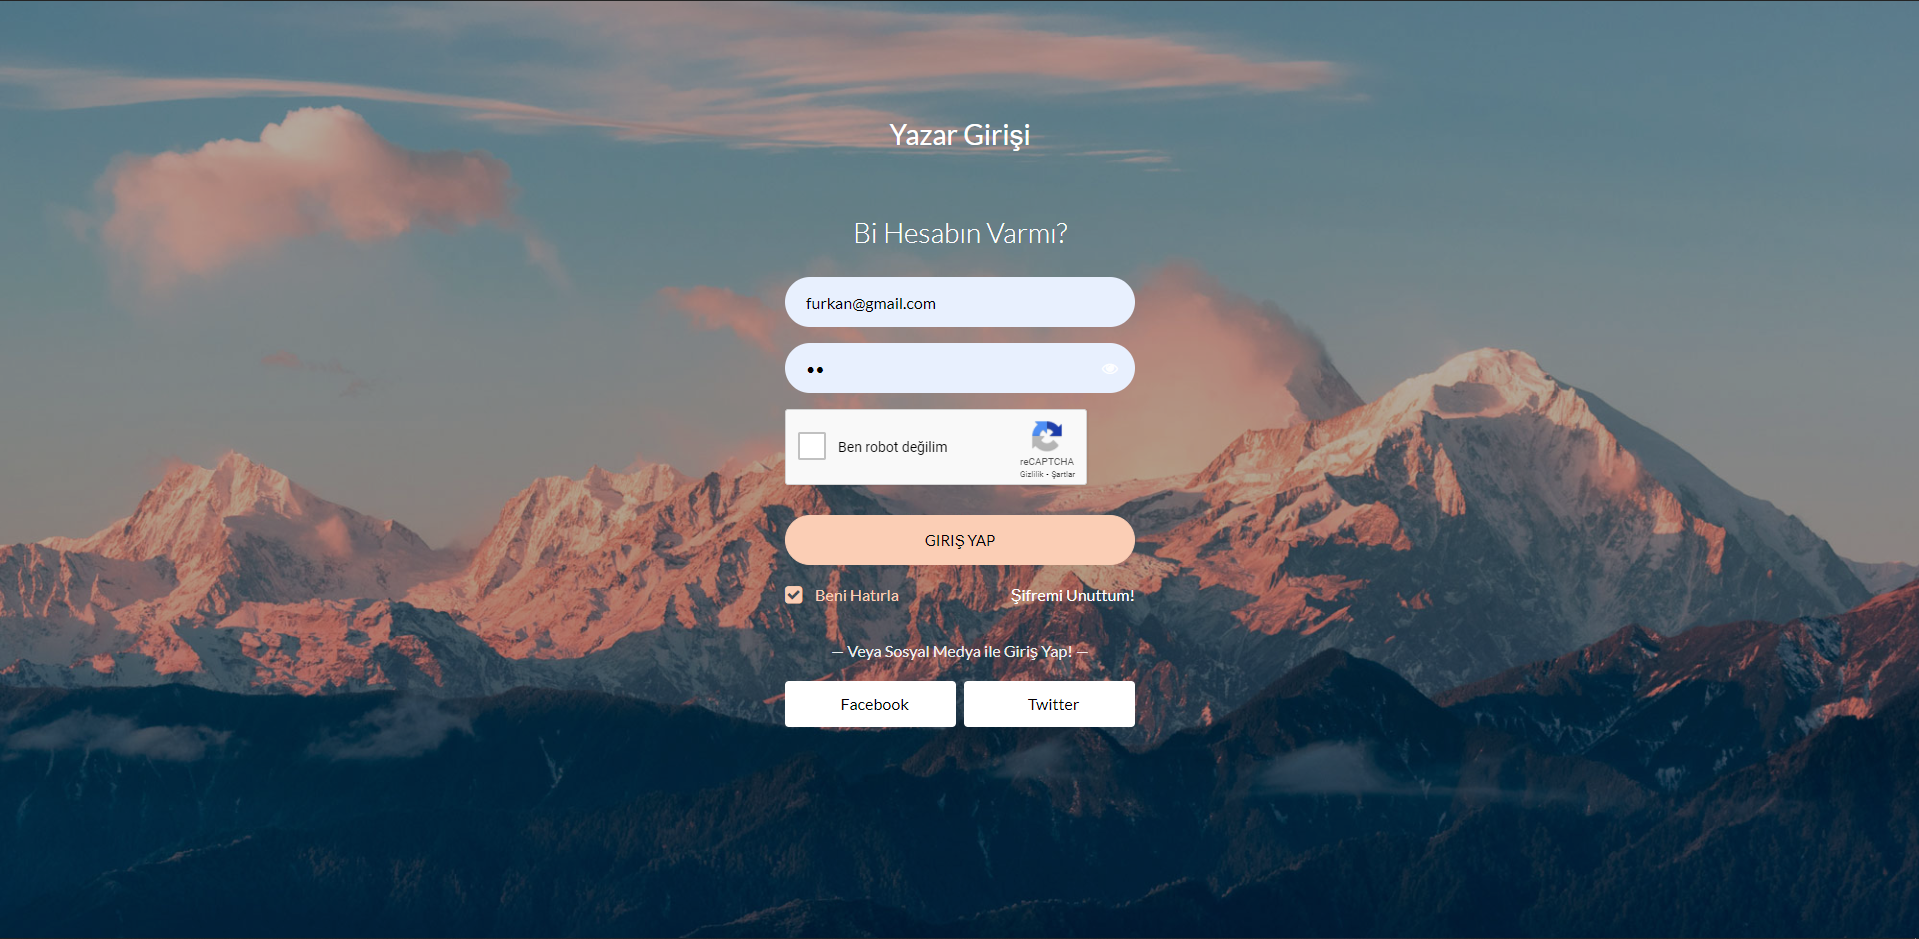 Yazar Girişi
Bi Hesabın Varmı?
furkan@gmail.com
••
Ben robot değilim
reCAPTCHA
Gizlilik - Şartlar
GIRIŞ YAP
Beni Hatırla
Şifremi Unuttum!
— Veya Sosyal Medya ile Giriş Yap! —
Facebook
Twitter